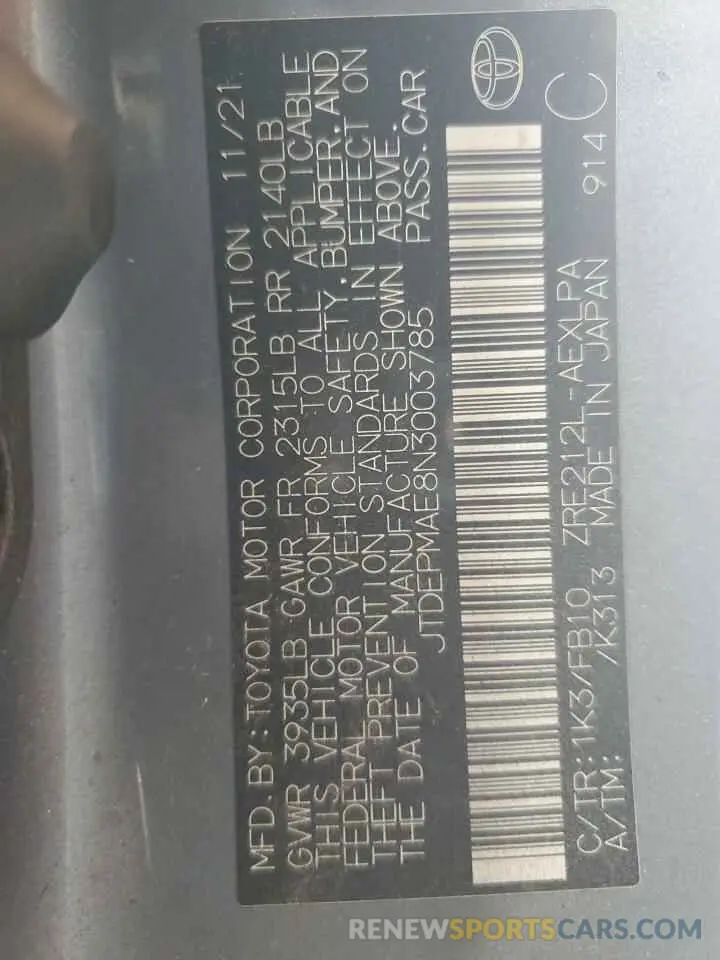 MFD. BY: TOYOTA MOTOR CORPORATION 11/21
GVWR 3935LB GAWR FR 2315LB RR 2140LB
THIS VEHICLE CONFORMS TO ALL APPLICABLE
FEDERAL MOTOR VEHICLE SAFETY, BUMPER, AND
THEFT PREVENTION STANDARDS IN EFFECT ON
THE DATE OF MANUFACTURE SHOWN ABOVE.
JTDEPMAE8N3003785 PASS. CAR
C/TR: 1K3/FB10 ZRE212L-AEXLPA
A/TM: /K313 MADE IN JAPAN 914 C
RENEWSPORTSCARS.COM